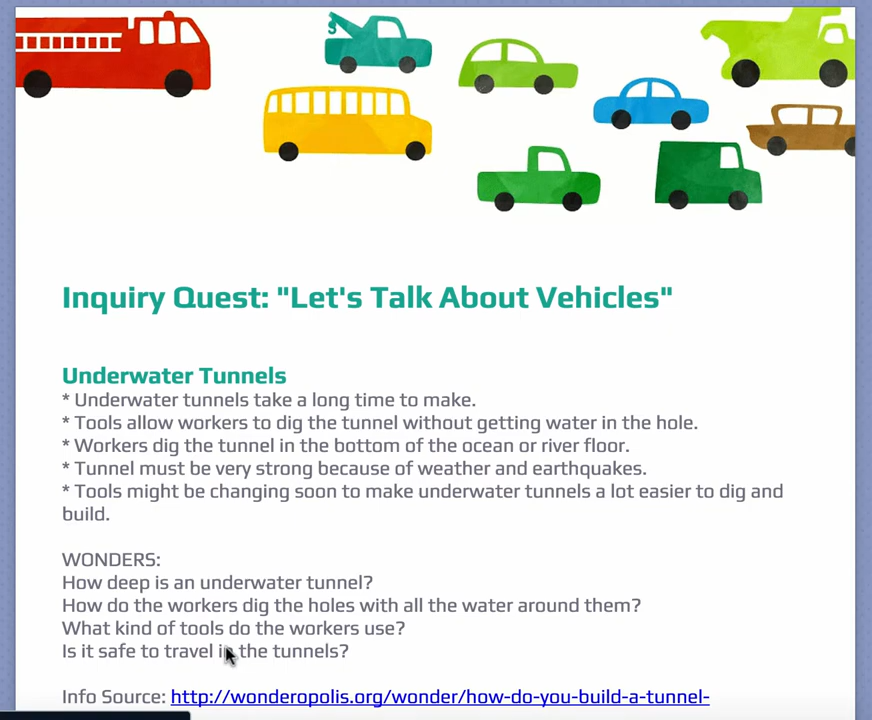 Inquiry Quest: "Let's Talk About Vehicles"
Underwater Tunnels
* Underwater tunnels take a long time to make.
* Tools allow workers to dig the tunnel without getting water in the hole.
* Workers dig the tunnel in the bottom of the ocean or river floor.
* Tunnel must be very strong because of weather and earthquakes.
* Tools might be changing soon to make underwater tunnels a lot easier to dig and
build.
WONDERS:
How deep is an underwater tunnel?
How do the workers dig the holes with all the water around them?
What kind of tools do the workers use?
Is it safe to travel in the tunnels?
Info Source: http://wonderopolis.org/wonder/how-do-you-build-a-tunnel-